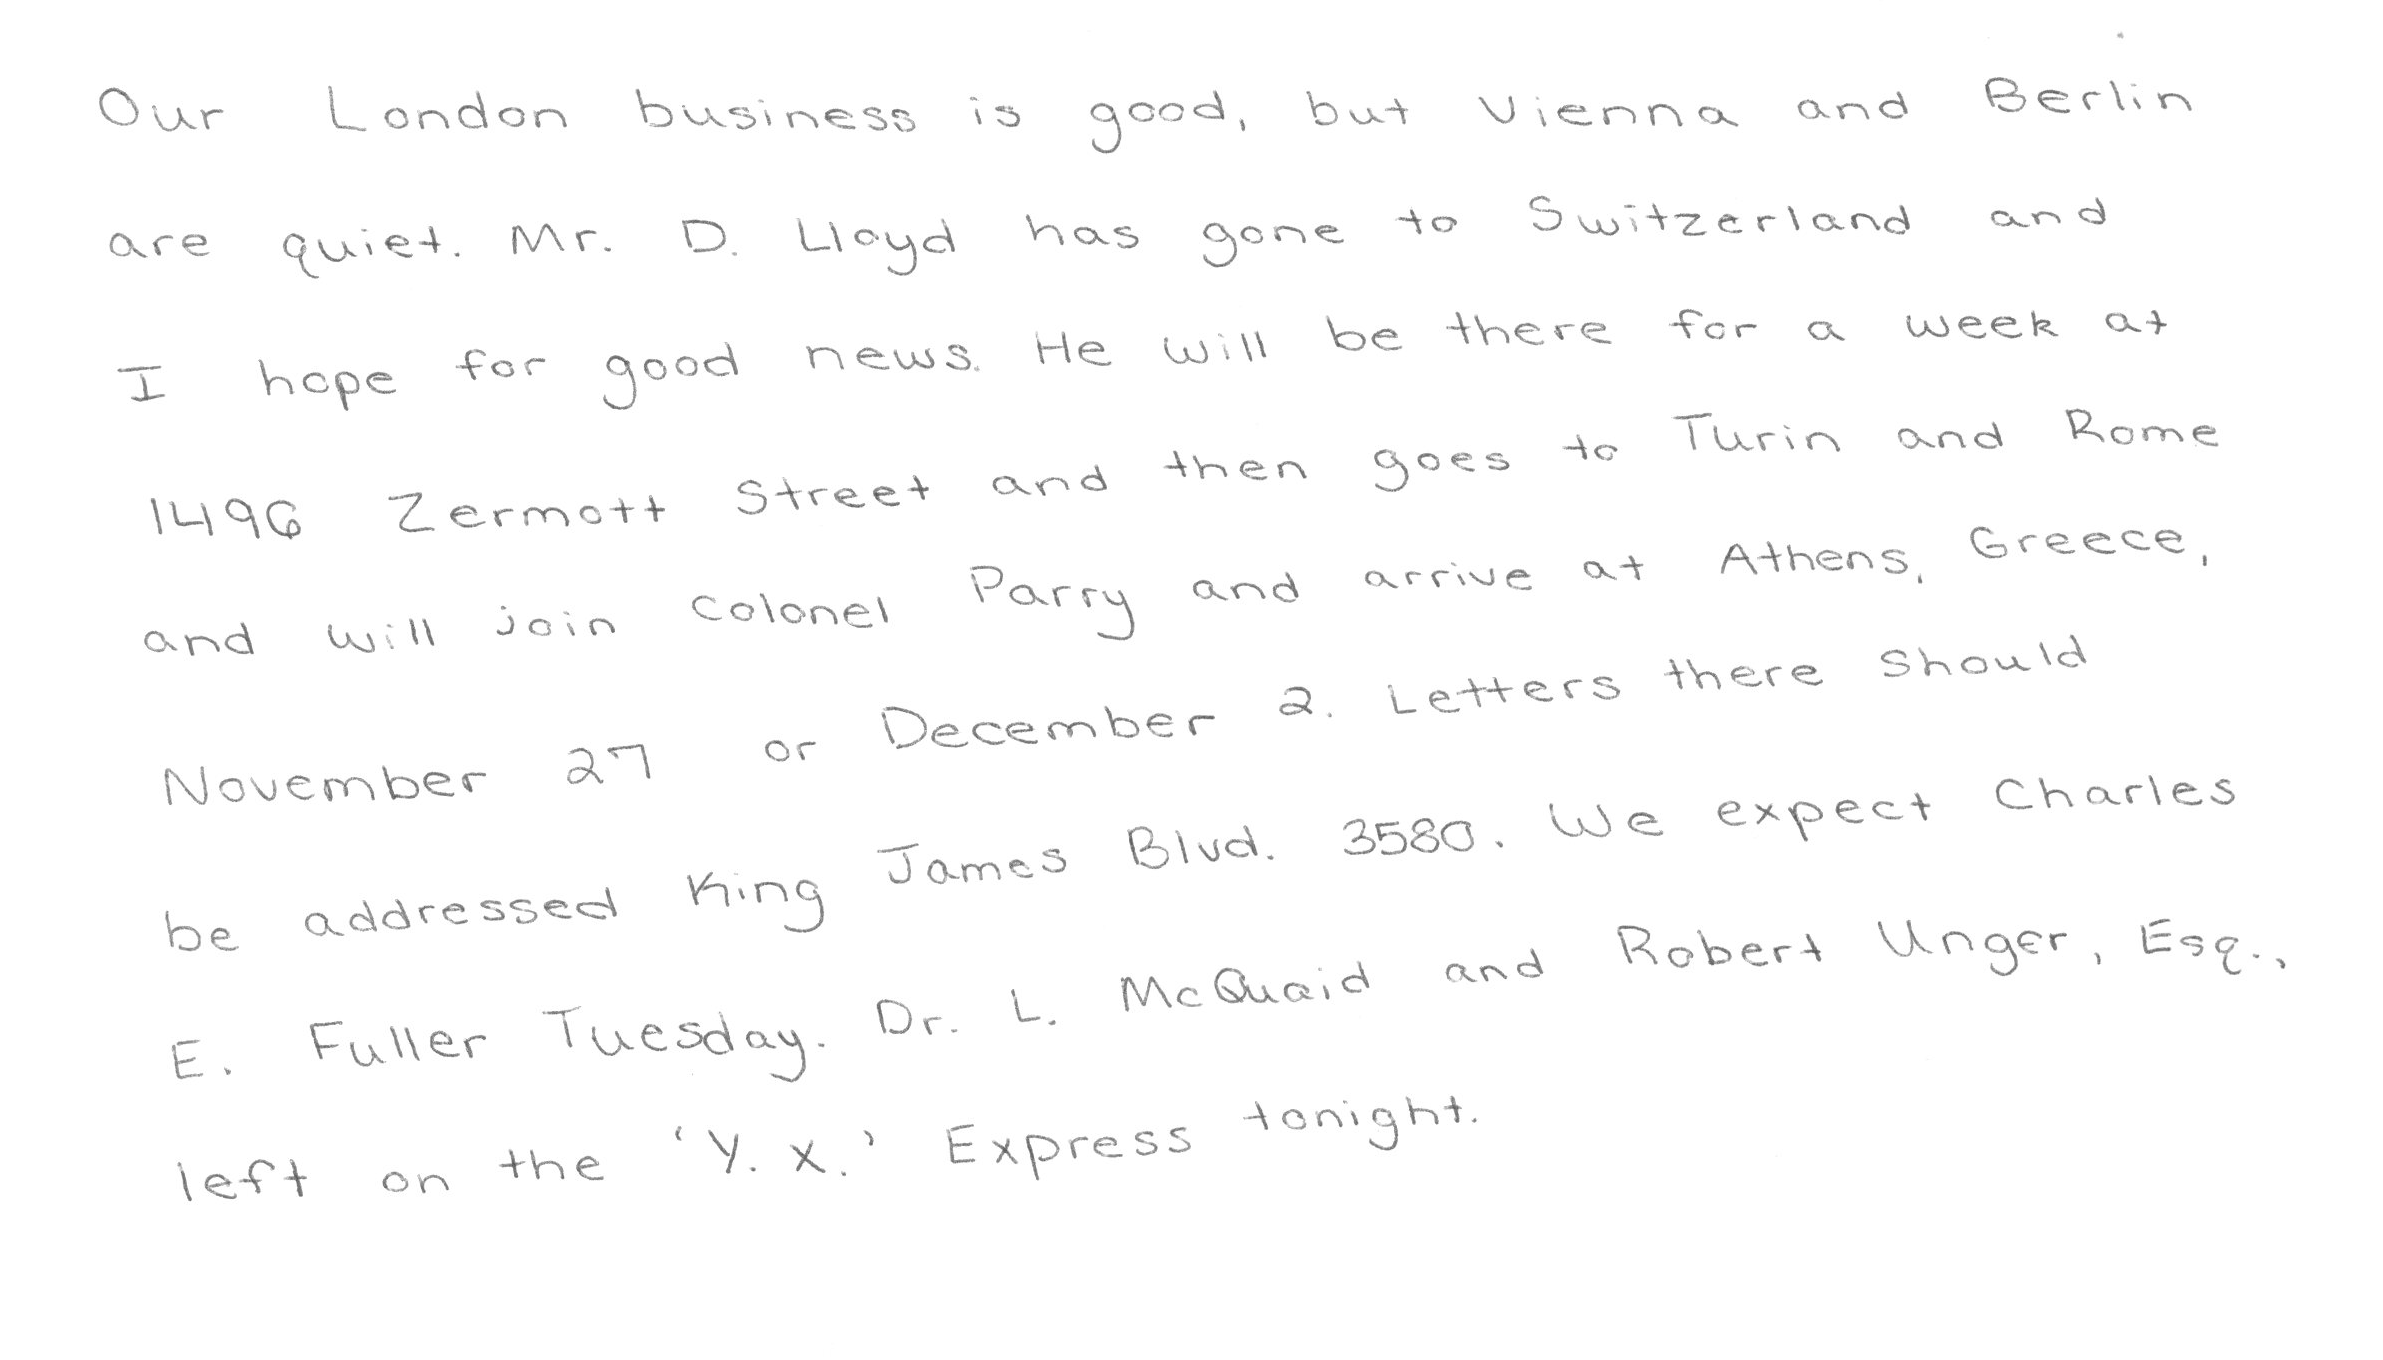 Our London business is good, but Vienna and Berlin
are quiet. Mr. D. Lloyd has gone to Switzerland and
I hope for good news. He will be there for a week at
1496 Zermott Street and then goes to Turin and Rome
and will join Colonel Parry and arrive at Athens, Greece,
November 27 or December 2. Letters there should
be addressed King James Blvd. 3580. We expect Charles
E. Fuller Tuesday. Dr. L. McQuaid and Robert Unger, Esq.,
left on the 'Y. X.' Express tonight.